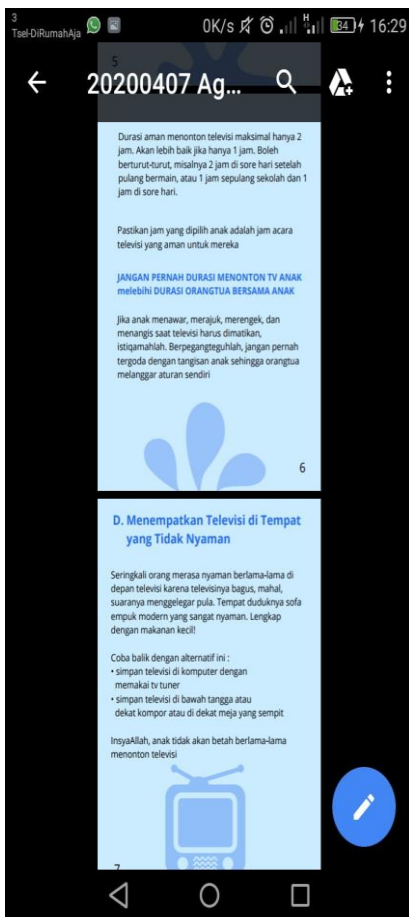 3
Tsel-DiRumahAja
0K/s
H
34
16:29
20200407 Ag...
5
Durasi aman menonton televisi maksimal hanya 2
jam. Akan lebih baik jika hanya 1 jam. Boleh
berturut-turut, misalnya 2 jam di sore hari setelah
pulang bermain, atau 1 jam sepulang sekolah dan 1
jam di sore hari.
Pastikan jam yang dipilih anak adalah jam acara
televisi yang aman untuk mereka
JANGAN PERNAH DURASI MENONTON TV ANAK
melebihi DURASI ORANGTUA BERSAMA ANAK
Jika anak menawar, merajuk, merengek, dan
menangis saat televisi harus dimatikan,
istiqamahlah. Berpegangteguhlah, jangan pernah
tergoda dengan tangisan anak sehingga orangtua
melanggar aturan sendiri
6
D. Menempatkan Televisi di Tempat
yang Tidak Nyaman
Seringkali orang merasa nyaman berlama-lama di
depan televisi karena televisinya bagus, mahal,
suaranya menggelegar pula. Tempat duduknya sofa
empuk modern yang sangat nyaman. Lengkap
dengan makanan kecil!
Coba balik dengan alternatif ini :
• simpan televisi di komputer dengan
memakai tv tuner
• simpan televisi di bawah tangga atau
dekat kompor atau di dekat meja yang sempit
InsyaAllah, anak tidak akan betah berlama-lama
menonton televisi
7